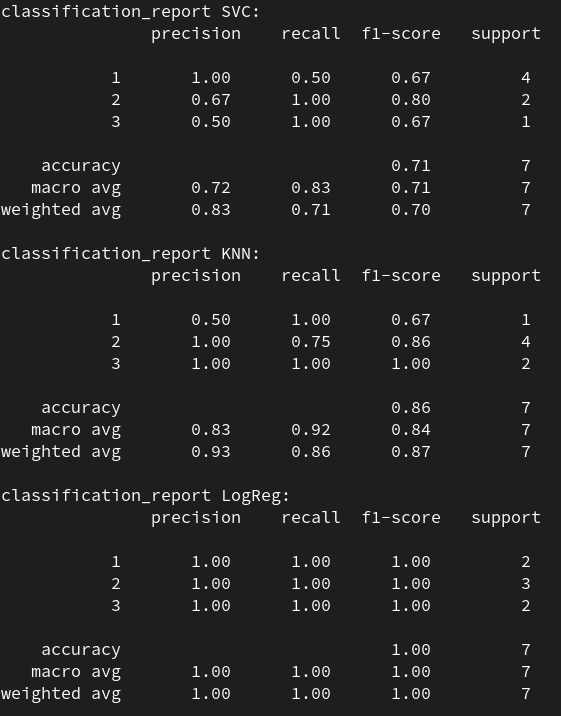 classification_report SVC:
precision recall f1-score support
1 1.00 0.50 0.67 4
2 0.67 1.00 0.80 2
3 0.50 1.00 0.67 1
accuracy 0.71 7
macro avg 0.72 0.83 0.71 7
weighted avg 0.83 0.71 0.70 7
classification_report KNN:
precision recall f1-score support
1 0.50 1.00 0.67 1
2 1.00 0.75 0.86 4
3 1.00 1.00 1.00 2
accuracy 0.86 7
macro avg 0.83 0.92 0.84 7
weighted avg 0.93 0.86 0.87 7
classification_report LogReg:
precision recall f1-score support
1 1.00 1.00 1.00 2
2 1.00 1.00 1.00 3
3 1.00 1.00 1.00 2
accuracy 1.00 7
macro avg 1.00 1.00 1.00 7
weighted avg 1.00 1.00 1.00 7